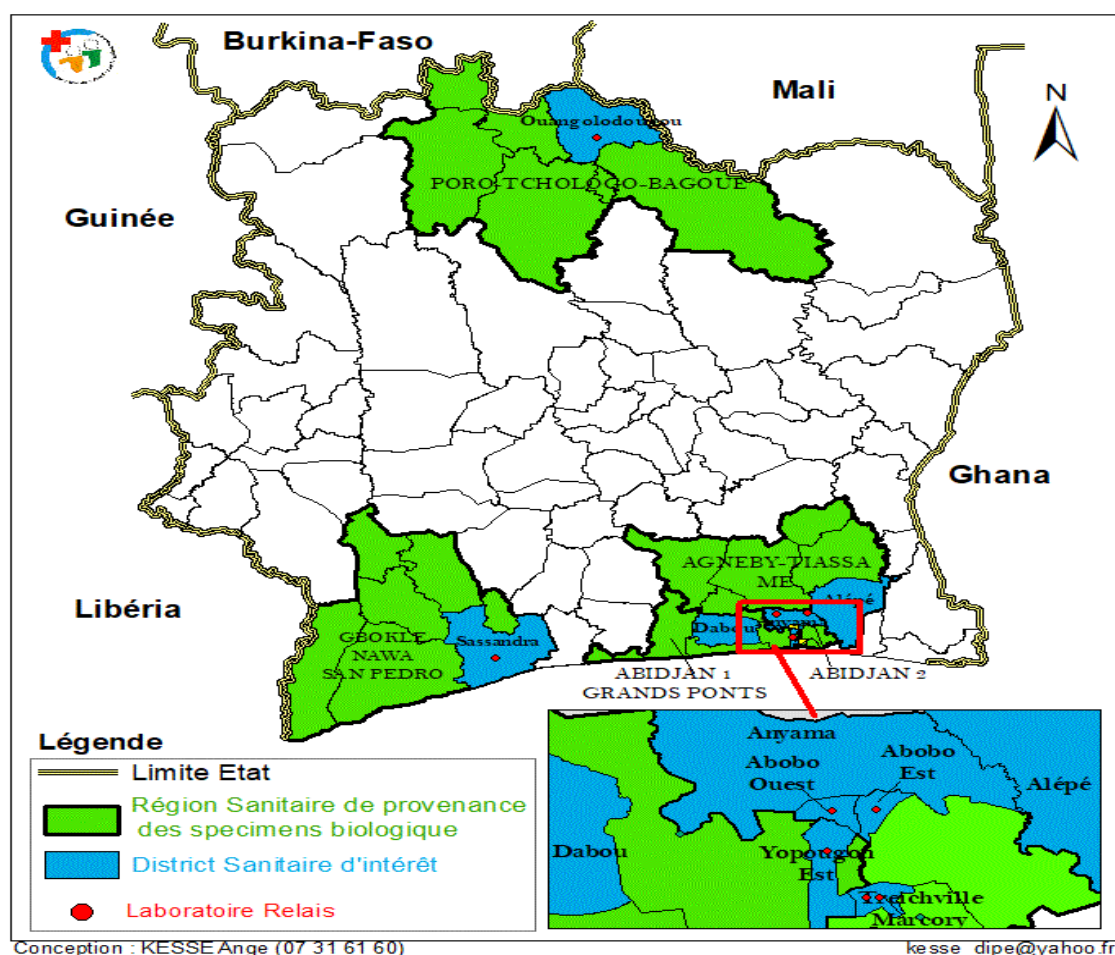 Burkina-Faso
Mali
N
Ouangolodougou
PORO-TCHOLOGO-BAGOUE
Guinée
Ghana
AGNEBY-TIASSA
ME
Alépé
Libéria
Dabou
Sassandra
GBOKLE
NAWA
SAN PEDRO
ABIDJAN 1
GRANDS PONTS
ABIDJAN 2
Anyama
Abobo
Ouest
Abobo
Est
Alépé
Dabou
Yopougon
Est
Treichville
Marcory
Légende
Limite Etat
Région Sanitaire de provenance
des specimens biologique
District Sanitaire d'intérêt
Laboratoire Relais
Conception : KESSE Ange (07 31 61 60)
kesse_dipe@yahoo.fr